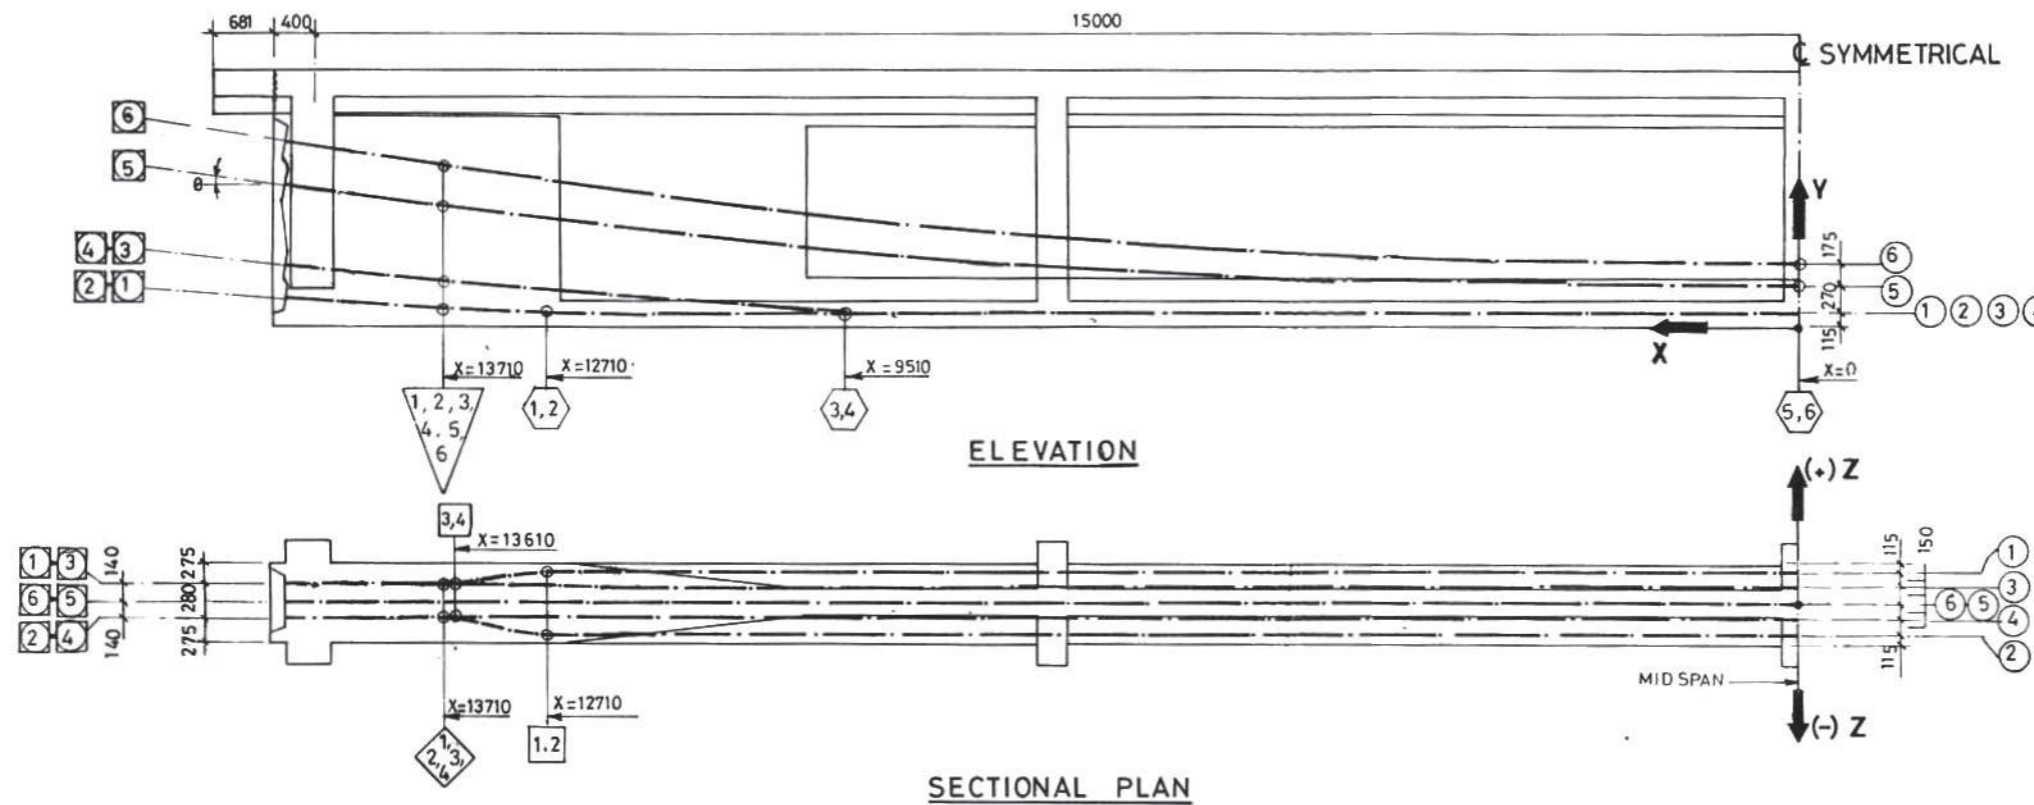 681 400 15000
℄ SYMMETRICAL
6
5
θ
4 3
2 1
Y
175
6
270
5
1 2 3
115
X
X=13710 X=12710 X=9510 X=0
1, 2, 3,
4. 5,
6
1,2
3,4
5,6
ELEVATION
(+) Z
3,4
X=13610
1 3
6 5
2 4
140
140
275
280
275
115
150
1
3
6 5
4
2
115
MID SPAN
X=13710 X=12710
1,
2,3,
4
1.2
(-) Z
SECTIONAL PLAN